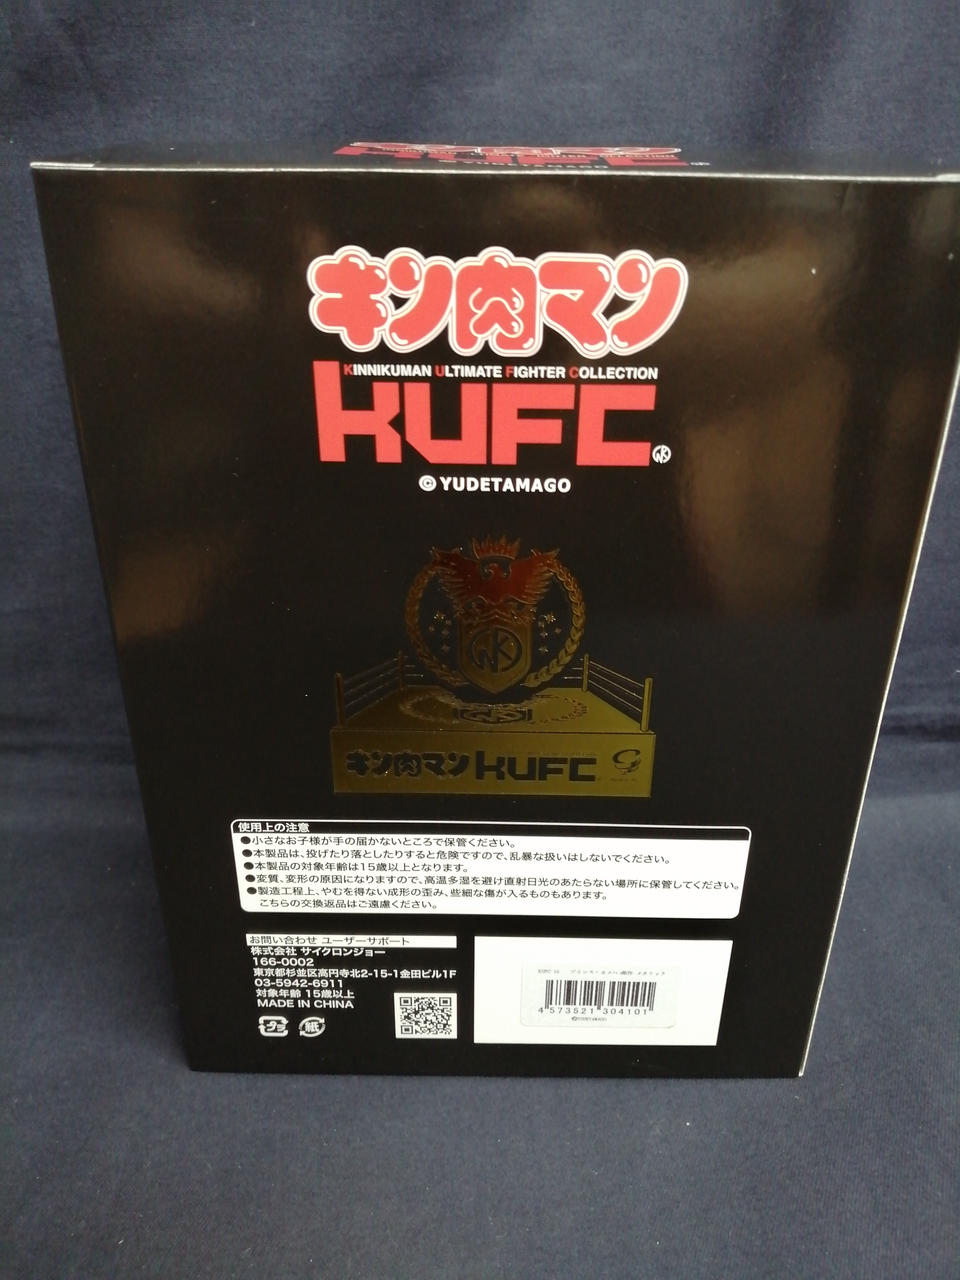 © YUDETAMAGO
キン肉マン
KINNIKUMAN ULTIMATE FIGHTER COLLECTION
KUFC
© YUDETAMAGO
キン肉マン KUFC
使用上の注意
●小さなお子様が手の届かないところで保管ください。
●本製品は、投げたり落としたりすると危険ですので、乱暴な扱いはしないでください。
●本製品の対象年齢は15歳以上となります。
●変質、変形の原因になりますので、高温多湿を避け直射日光のあたらない場所に保管してください。
●製造工程上、やむを得ない成形の歪み、些細な傷が入るものもあります。
こちらの交換返品はご遠慮ください。
お問い合わせ ユーザーサポート
株式会社 サイクロンジョー
166-0002
東京都杉並区高円寺北2-15-1金田ビル1F
03-5942-6911
対象年齢 15歳以上
MADE IN CHINA
プラ
紙
4 573521 304101
©YUDETAMAGO